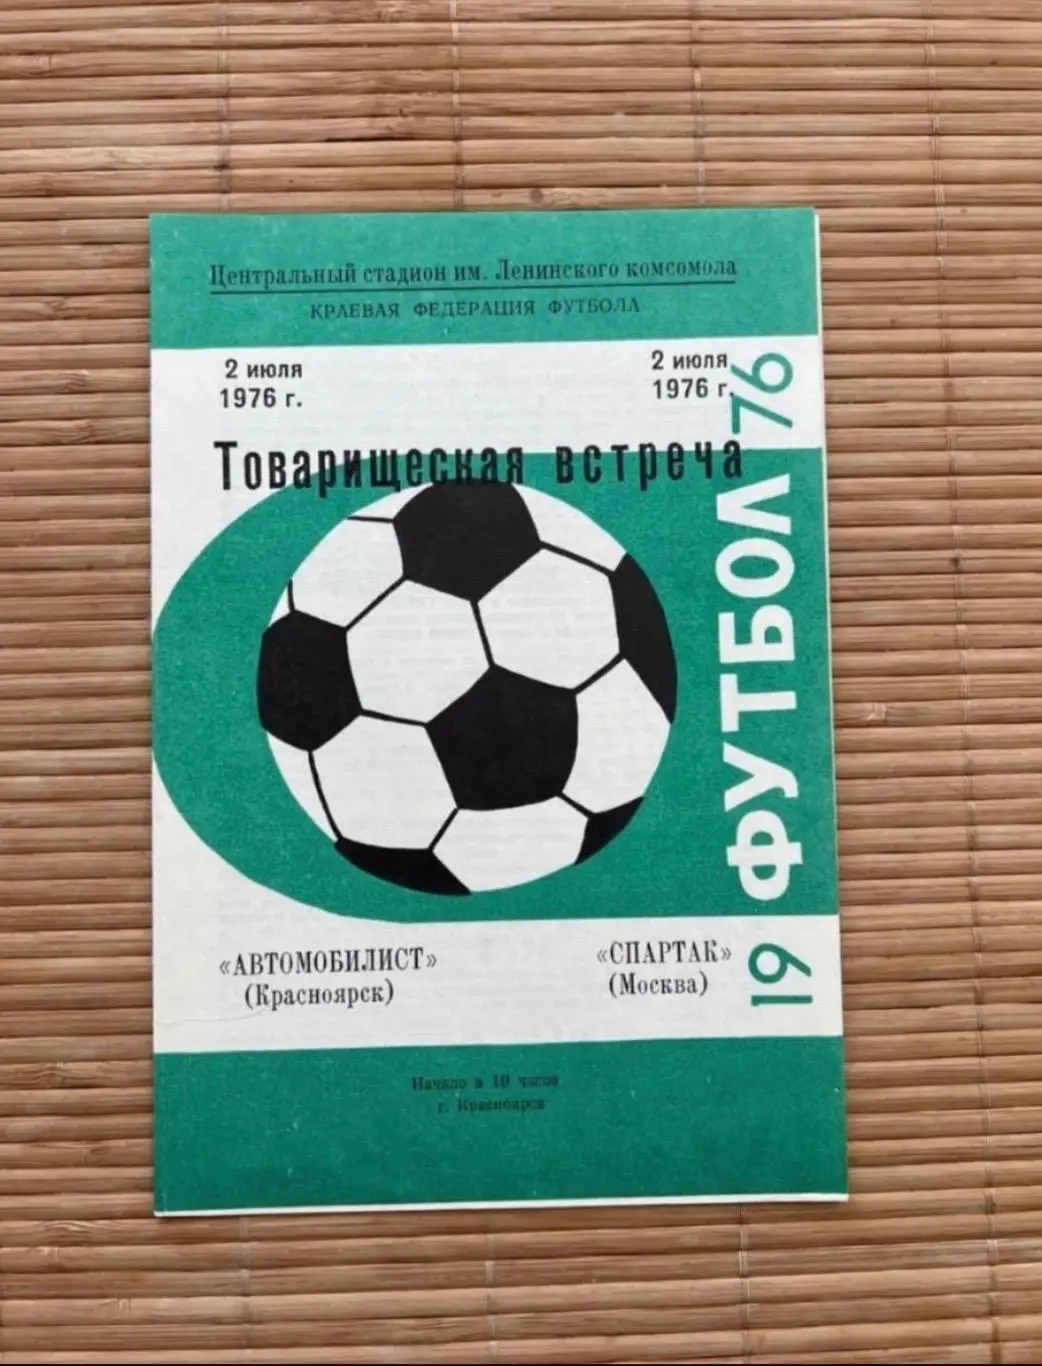 Центральный стадион им. Ленинского комсомола
КРАЕВАЯ ФЕДЕРАЦИЯ ФУТБОЛА
2 июля
1976 г.
2 июля
1976 г.
Товарищеская встреча
19 ФУТБОЛ 76
«АВТОМОБИЛИСТ»
(Красноярск)
«СПАРТАК»
(Москва)
Начало в 19 часов
г. Красноярск